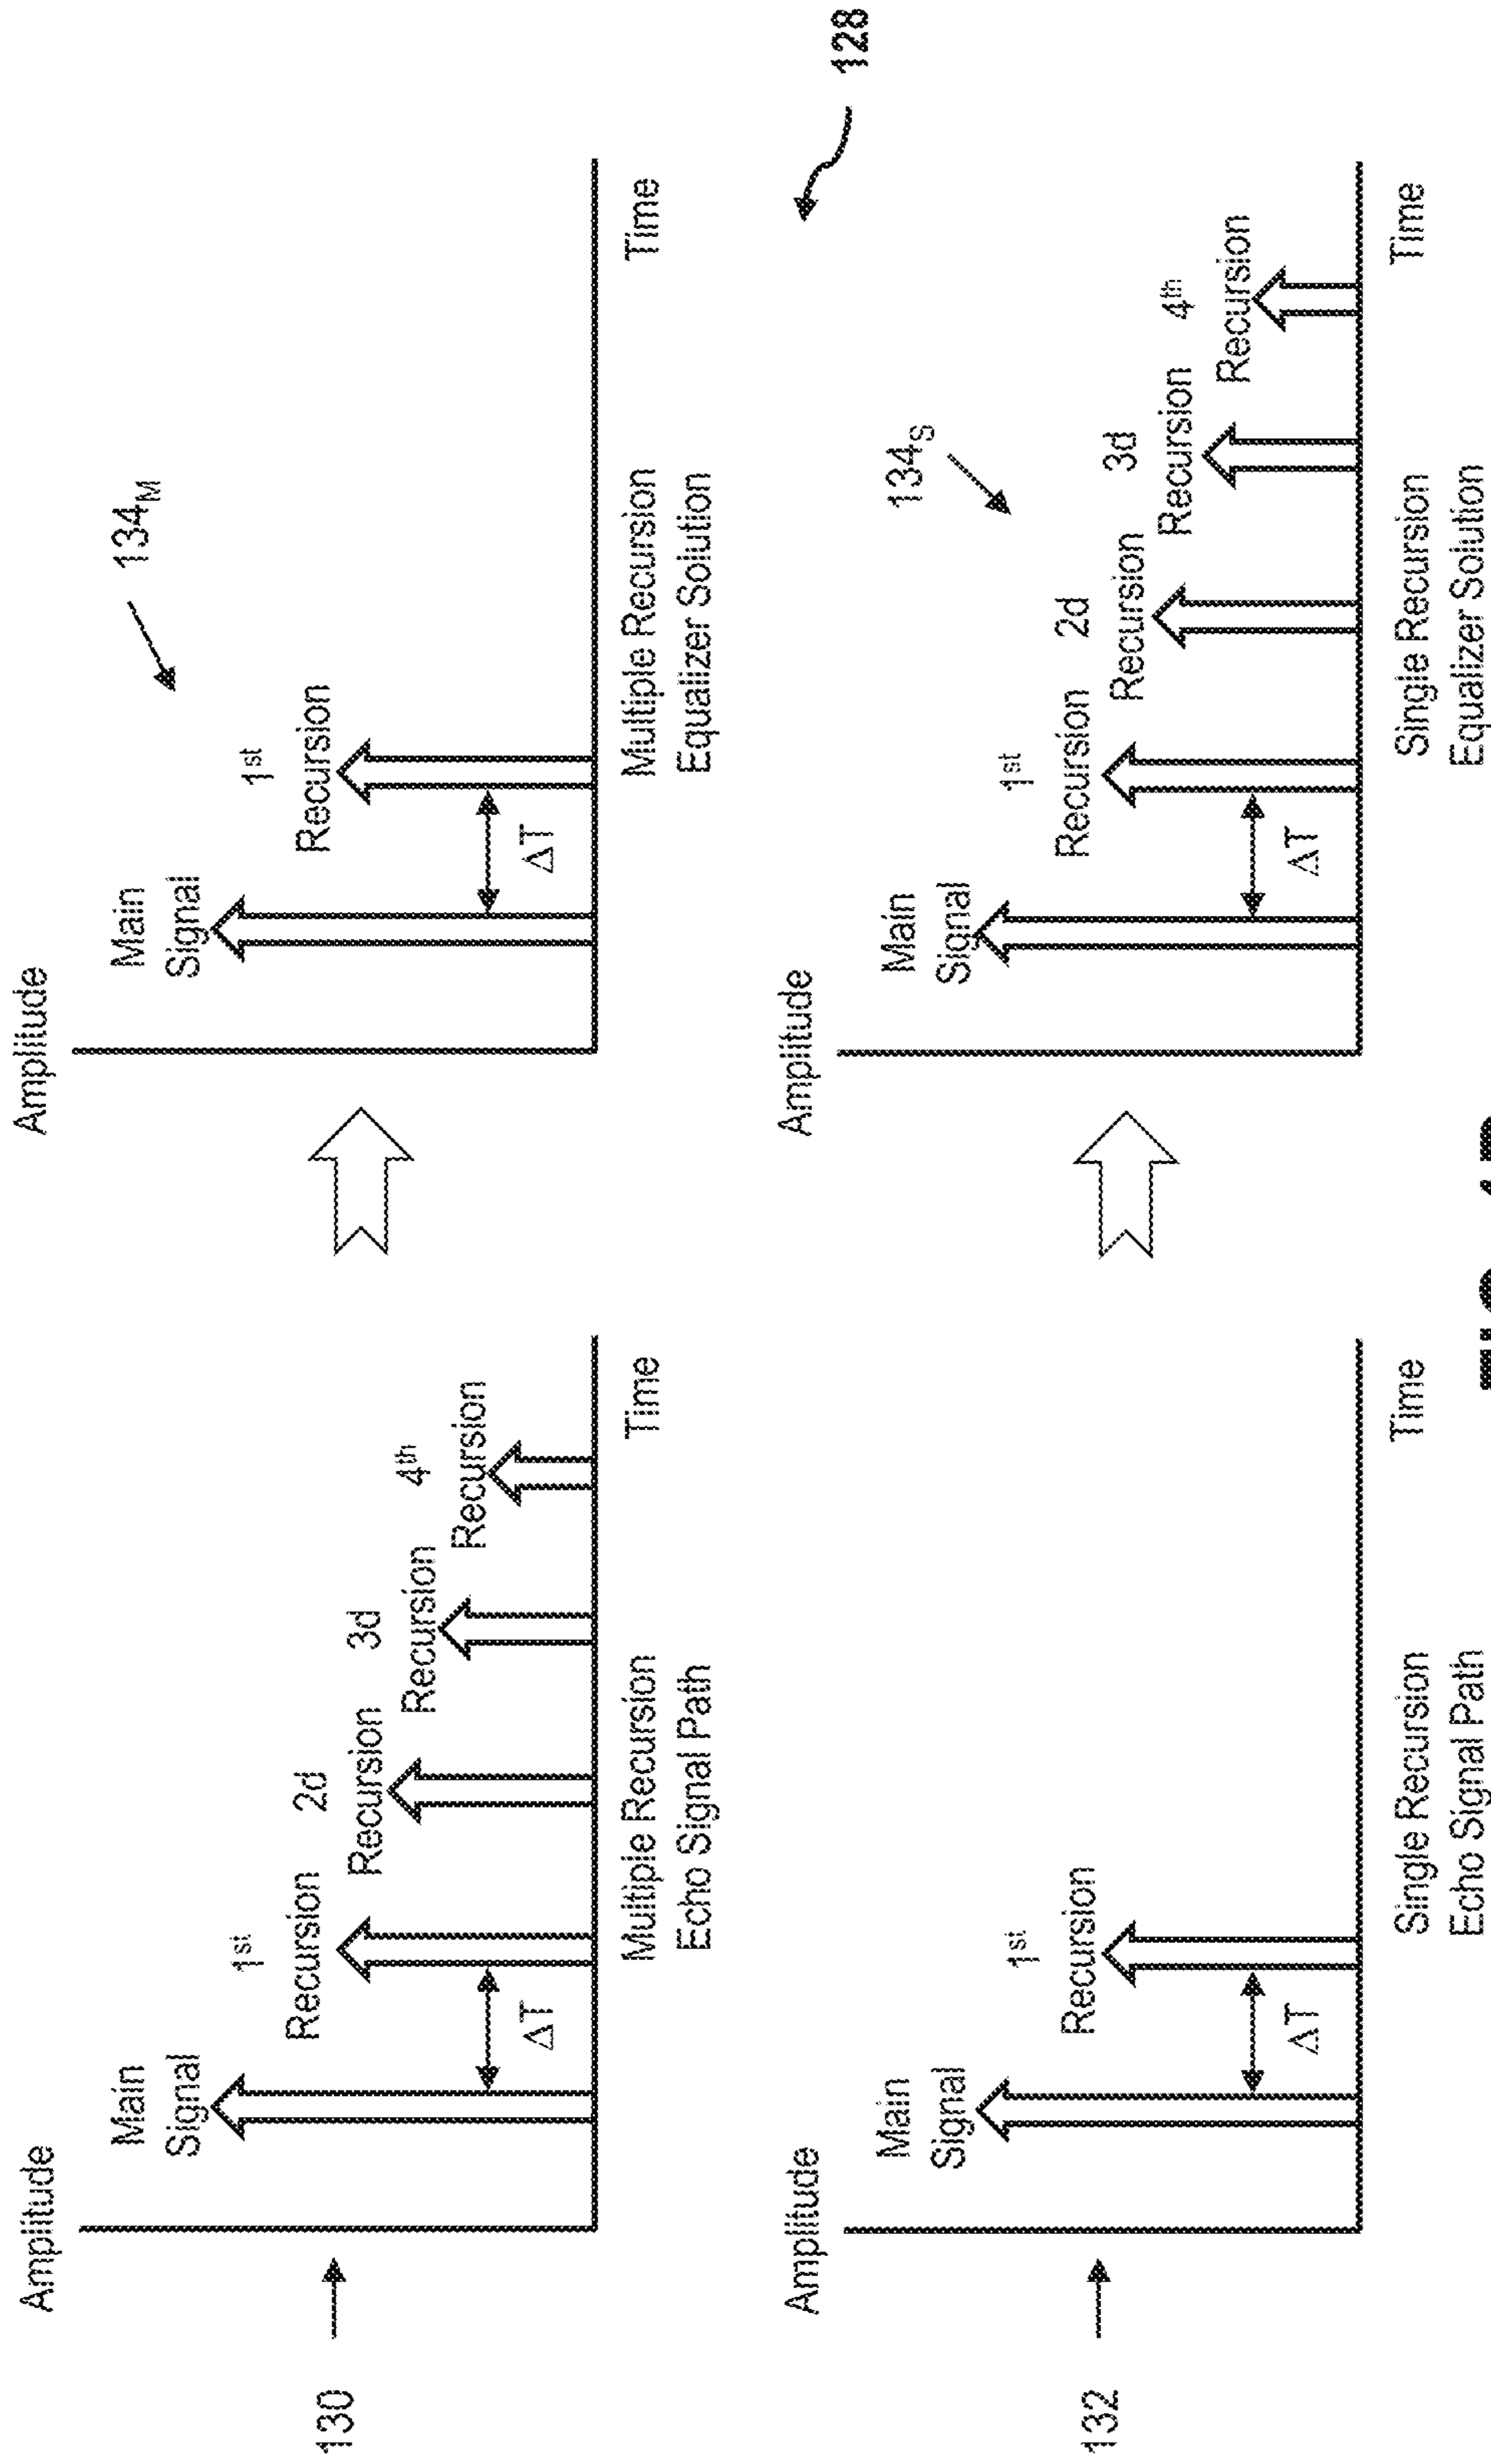 Amplitude
130
Main
Signal
1st
Recursion
2d
Recursion
3d
Recursion
4th
Recursion
ΔT
Time
Multiple Recursion
Echo Signal Path
Amplitude
Main
Signal
1st
Recursion
134M
ΔT
Time
Multiple Recursion
Equalizer Solution
Amplitude
132
Main
Signal
1st
Recursion
ΔT
Time
Single Recursion
Echo Signal Path
Amplitude
Main
Signal
1st
Recursion
2d
Recursion
3d
Recursion
4th
Recursion
134S
128
ΔT
Time
Single Recursion
Equalizer Solution